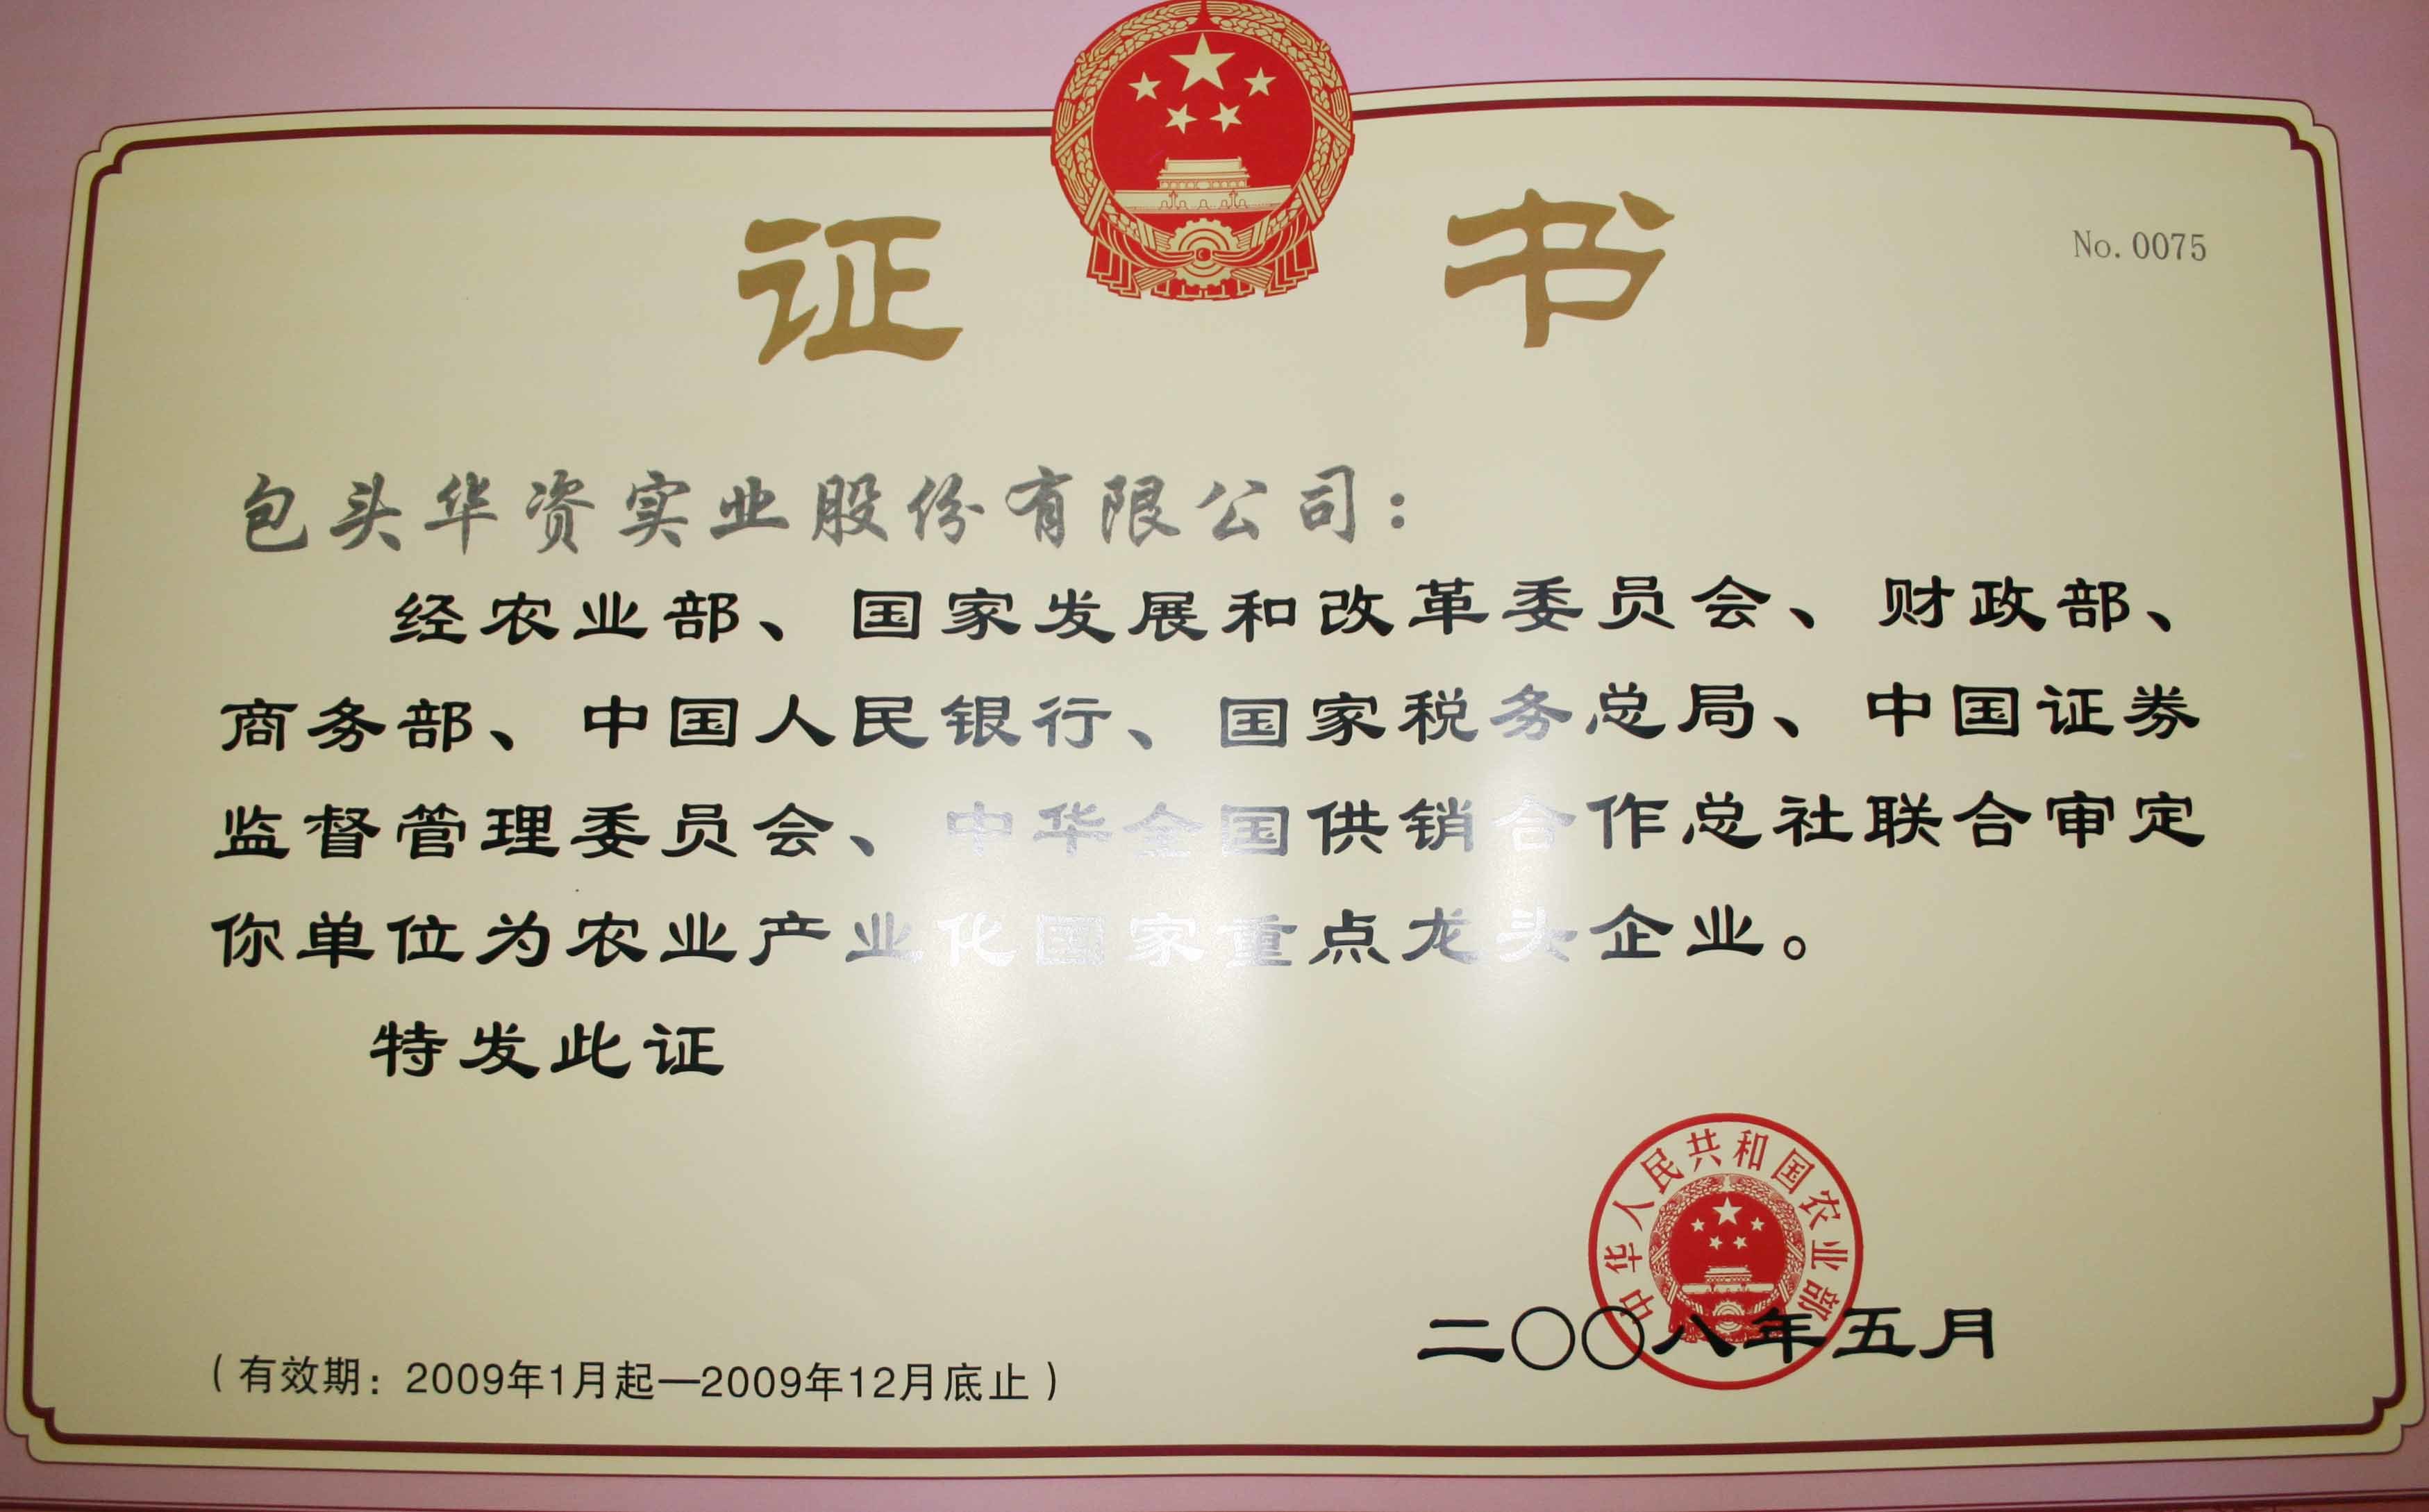 证书
No.0075
包头华资实业股份有限公司：
经农业部、国家发展和改革委员会、财政部、
商务部、中国人民银行、国家税务总局、中国证券
监督管理委员会、中华全国供销合作总社联合审定
你单位为农业产业化国家重点龙头企业。
特发此证
中华人民共和国农业部
二〇〇八年五月
（有效期：2009年1月起—2009年12月底止）